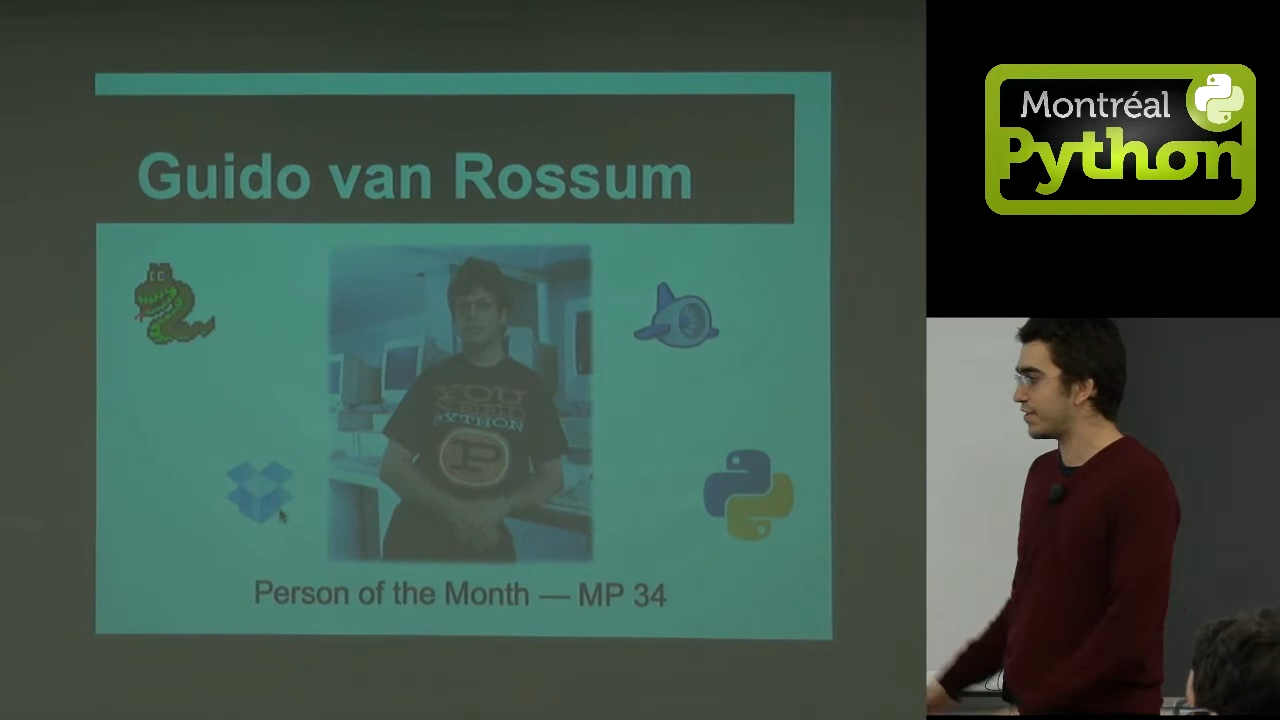 Guido van Rossum
YOU
NEED
PYTHON
P
Person of the Month — MP 34
Montréal
Python